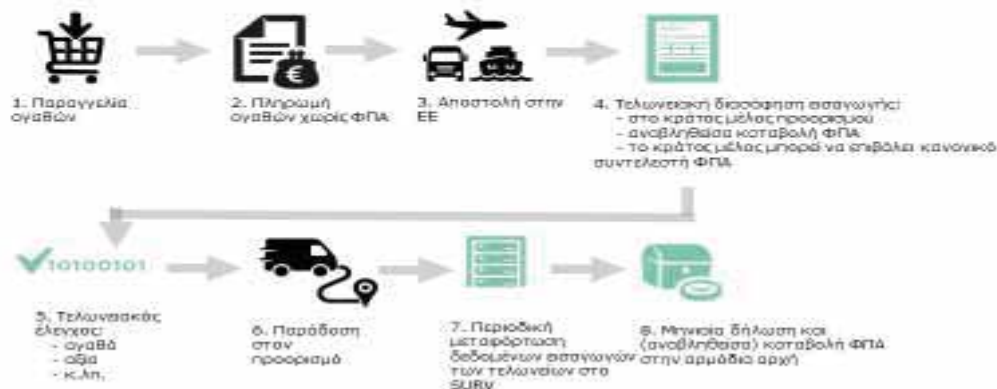 1. Παραγγελία
αγαθών
2. Πληρωμή
αγαθών χωρίς ΦΠΑ
3. Αποστολή στην
ΕΕ
4. Τελωνειακή διασάφηση εισαγωγής:
- στο κράτος μέλος προορισμού
- αναβληθείσα καταβολή ΦΠΑ
- το κράτος μέλος μπορεί να επιβάλει κανονικό
συντελεστή ΦΠΑ
10100101
5. Τελωνειακός
έλεγχος:
- αγαθά
- αξία
- κ.λπ.
6. Παράδοση
στον
προορισμό
7. Περιοδική
μεταφόρτωση
δεδομένων εισαγωγών
των τελωνείων στο
SURV
8. Μηνιαία δήλωση και
(αναβληθείσα) καταβολή ΦΠΑ
στην αρμόδια αρχή